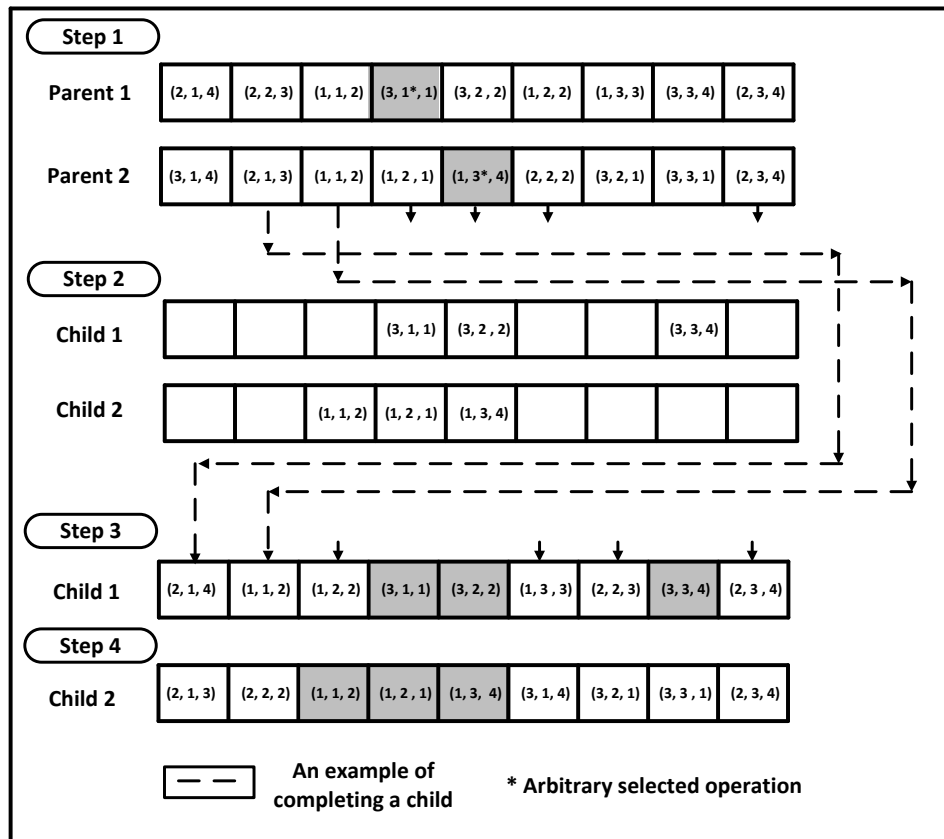 Step 1
Parent 1 (2, 1, 4) (2, 2, 3) (1, 1, 2) (3, 1*, 1) (3, 2 , 2) (1, 2, 2) (1, 3, 3) (3, 3, 4) (2, 3, 4)
Parent 2 (3, 1, 4) (2, 1, 3) (1, 1, 2) (1, 2 , 1) (1, 3*, 4) (2, 2, 2) (3, 2, 1) (3, 3, 1) (2, 3, 4)
Step 2
Child 1 (3, 1, 1) (3, 2 , 2) (3, 3, 4)
Child 2 (1, 1, 2) (1, 2 , 1) (1, 3, 4)
Step 3
Child 1 (2, 1, 4) (1, 1, 2) (1, 2, 2) (3, 1, 1) (3, 2, 2) (1, 3 , 3) (2, 2, 3) (3, 3, 4) (2, 3 , 4)
Step 4
Child 2 (2, 1, 3) (2, 2, 2) (1, 1, 2) (1, 2 , 1) (1, 3, 4) (3, 1, 4) (3, 2, 1) (3, 3 , 1) (2, 3, 4)
An example of
completing a child
* Arbitrary selected operation